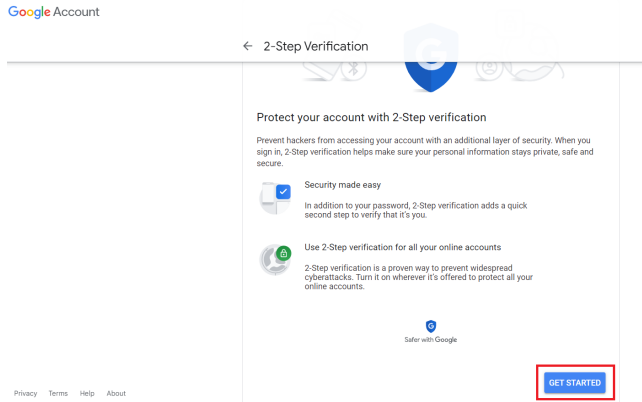 Google Account
← 2-Step Verification
Protect your account with 2-Step verification
Prevent hackers from accessing your account with an additional layer of security. When you
sign in, 2-Step verification helps make sure your personal information stays private, safe and
secure.
Security made easy
In addition to your password, 2-Step verification adds a quick
second step to verify that it's you.
Use 2-Step verification for all your online accounts
2-Step verification is a proven way to prevent widespread
cyberattacks. Turn it on wherever it's offered to protect all your
online accounts.
Safer with Google
GET STARTED
Privacy Terms Help About